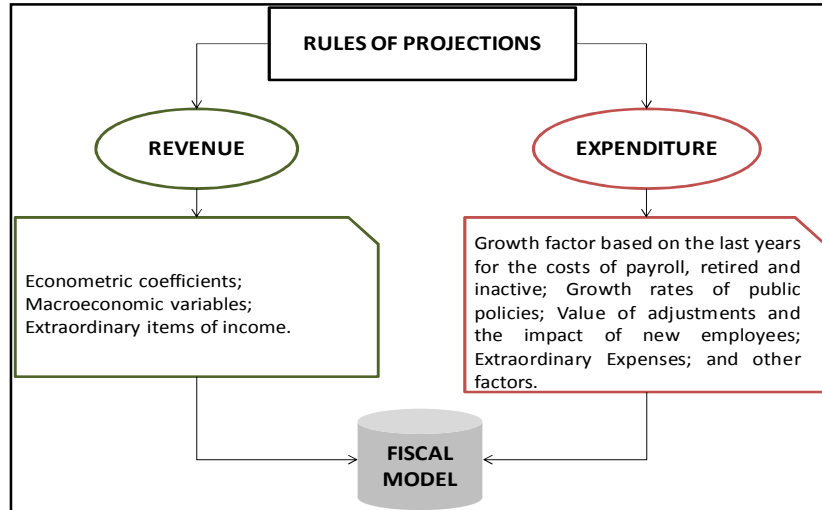 RULES OF PROJECTIONS
REVENUE
EXPENDITURE
Econometric coefficients;
Macroeconomic variables;
Extraordinary items of income.
Growth factor based on the last years
for the costs of payroll, retired and
inactive; Growth rates of public
policies; Value of adjustments and
the impact of new employees;
Extraordinary Expenses; and other
factors.
FISCAL
MODEL